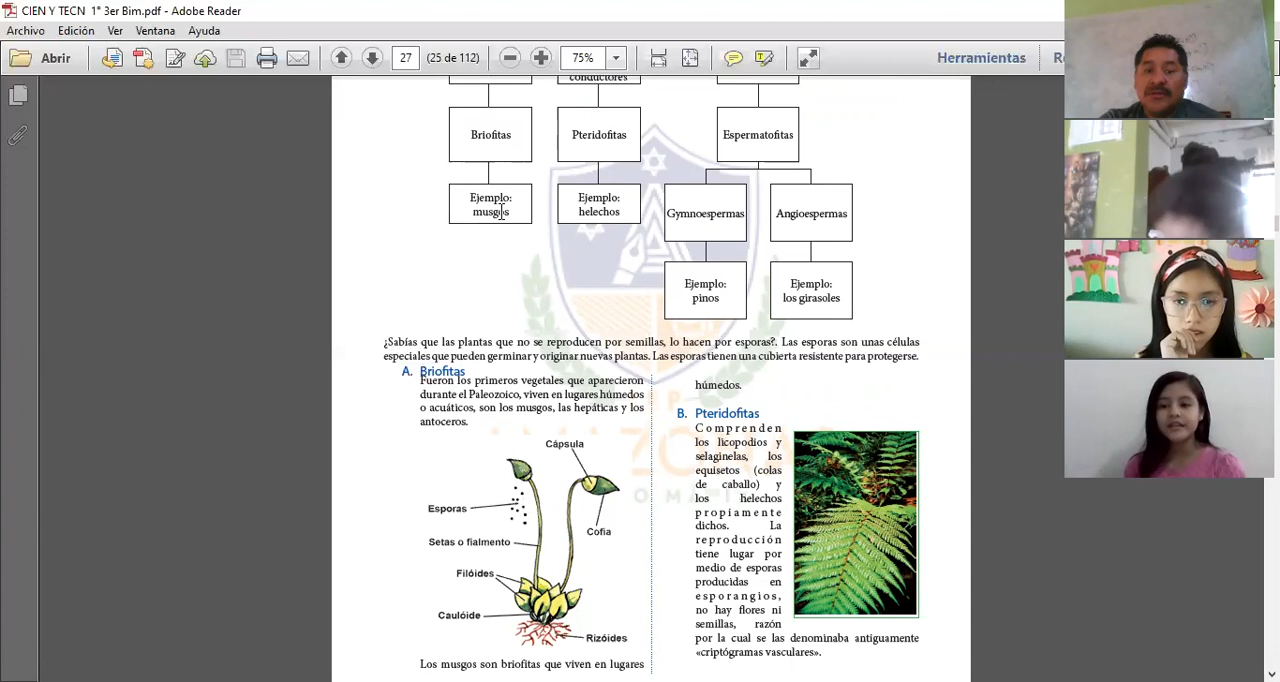 CIEN Y TECN  1° 3er Bim.pdf - Adobe Reader
Archivo Edición Ver Ventana Ayuda
Abrir 27 (25 de 112) 75% Herramientas
conductores
Briofitas Pteridofitas Espermatofitas
Ejemplo:
musgos
Ejemplo:
helechos
Gymnoespermas Angioespermas
Ejemplo:
pinos
Ejemplo:
los girasoles
¿Sabías que las plantas que no se reproducen por semillas, lo hacen por esporas?. Las esporas son unas células
especiales que pueden germinar y originar nuevas plantas. Las esporas tienen una cubierta resistente para protegerse.
A. Briofitas
Fueron los primeros vegetales que aparecieron
durante el Paleozoico, viven en lugares húmedos
o acuáticos, son los musgos, las hepáticas y los
antoceros.
Cápsula
Esporas
Cofia
Setas o fialmento
Filóides
Caulóide
Rizóides
Los musgos son briofitas que viven en lugares
húmedos.
B. Pteridofitas
Comprenden
los licopodios y
selaginelas, los
equisetos (colas
de caballo) y
los helechos
propiamente
dichos. La
reproducción
tiene lugar por
medio de esporas
producidas en
esporangios,
no hay flores ni
semillas, razón
por la cual se las denominaba antiguamente
«criptógramas vasculares».